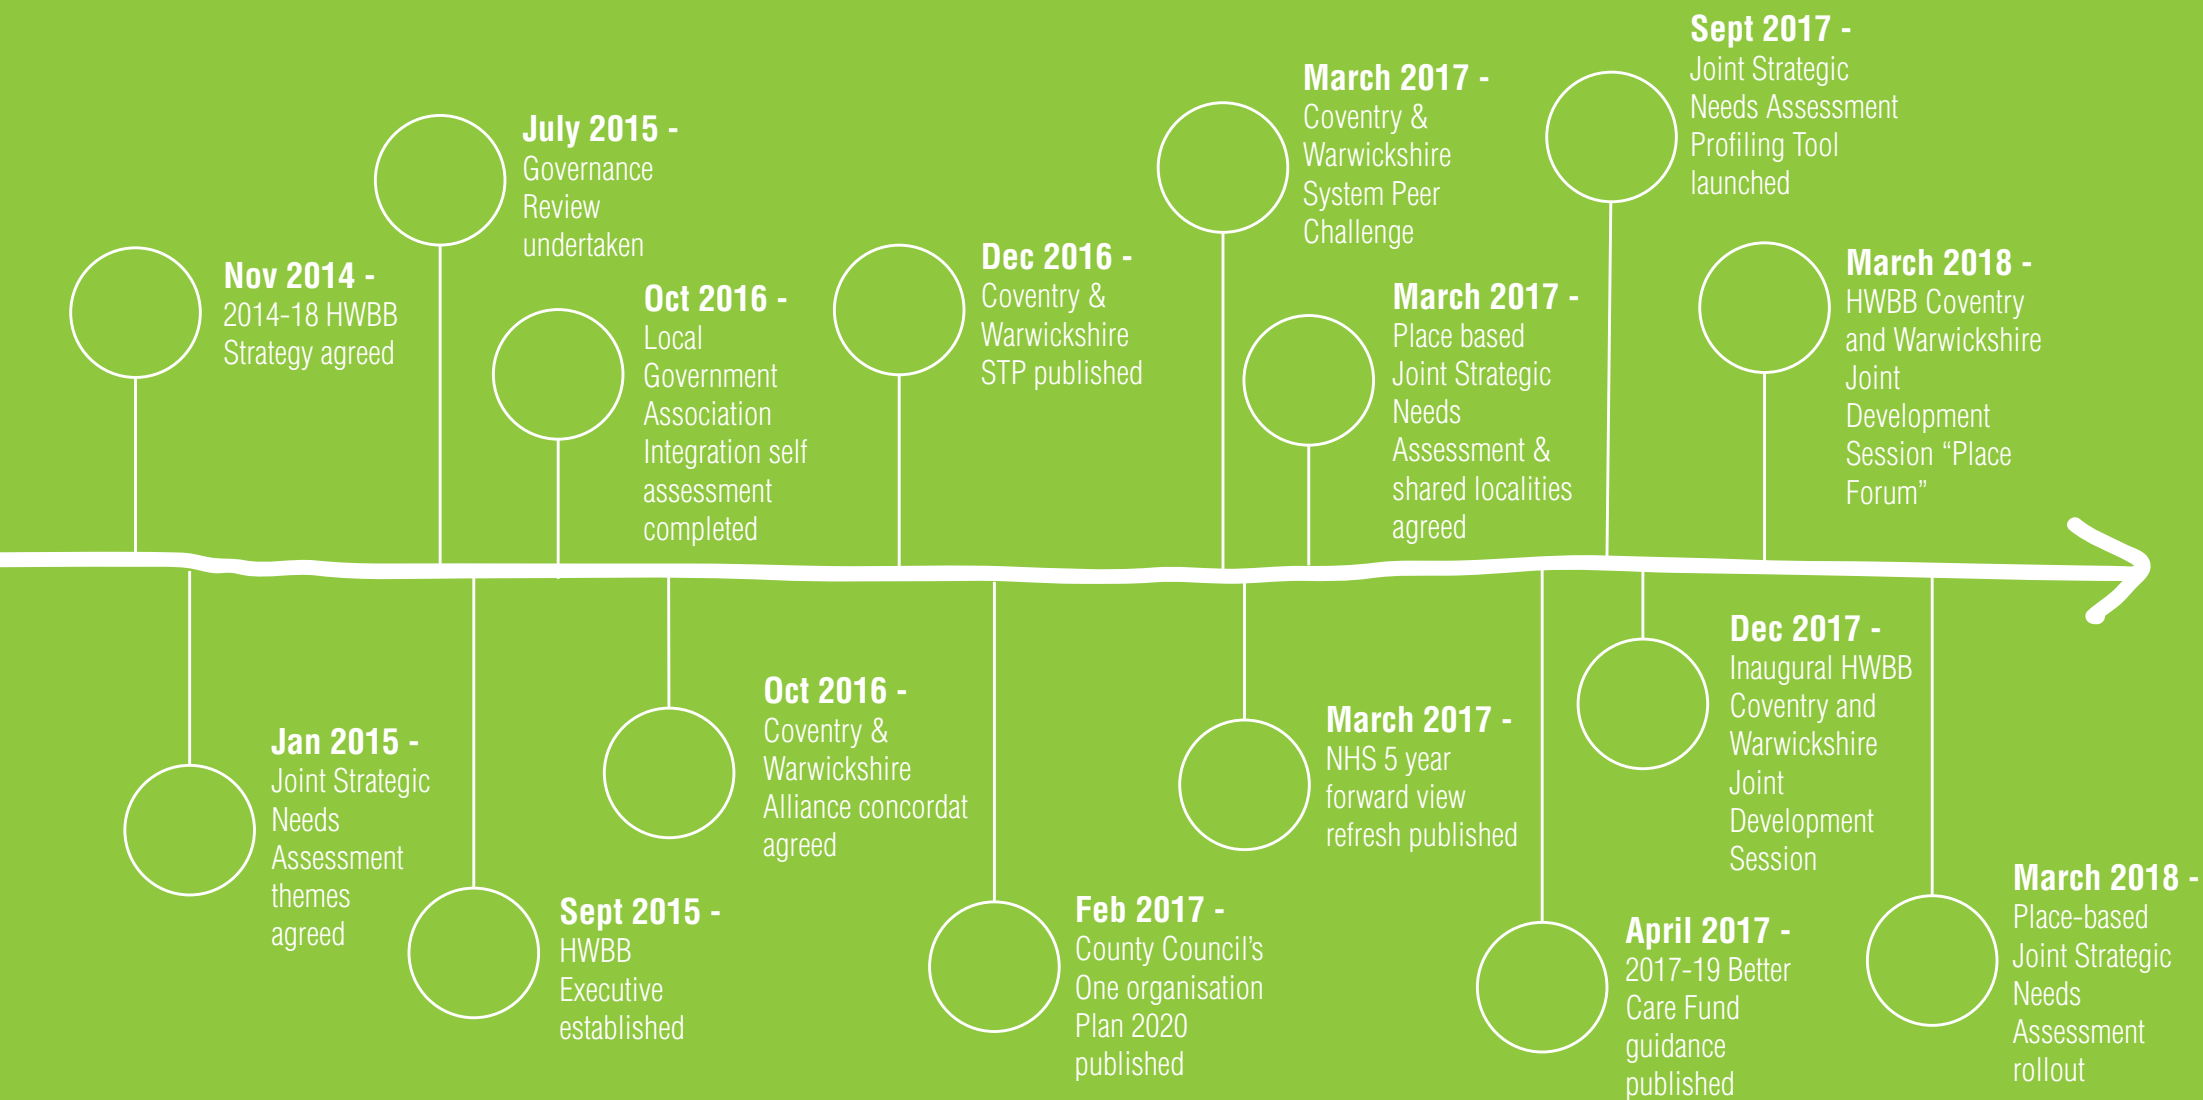 Nov 2014 -
2014-18 HWBB
Strategy agreed
Jan 2015 -
Joint Strategic
Needs
Assessment
themes
agreed
July 2015 -
Governance
Review
undertaken
Sept 2015 -
HWBB
Executive
established
Oct 2016 -
Local
Government
Association
Integration self
assessment
completed
Oct 2016 -
Coventry &
Warwickshire
Alliance concordat
agreed
Dec 2016 -
Coventry &
Warwickshire
STP published
Feb 2017 -
County Council’s
One organisation
Plan 2020
published
March 2017 -
Coventry &
Warwickshire
System Peer
Challenge
March 2017 -
NHS 5 year
forward view
refresh published
March 2017 -
Place based
Joint Strategic
Needs
Assessment &
shared localities
agreed
April 2017 -
2017-19 Better
Care Fund
guidance
published
Sept 2017 -
Joint Strategic
Needs Assessment
Profiling Tool
launched
Dec 2017 -
Inaugural HWBB
Coventry and
Warwickshire
Joint
Development
Session
March 2018 -
HWBB Coventry
and Warwickshire
Joint
Development
Session “Place
Forum”
March 2018 -
Place-based
Joint Strategic
Needs
Assessment
rollout